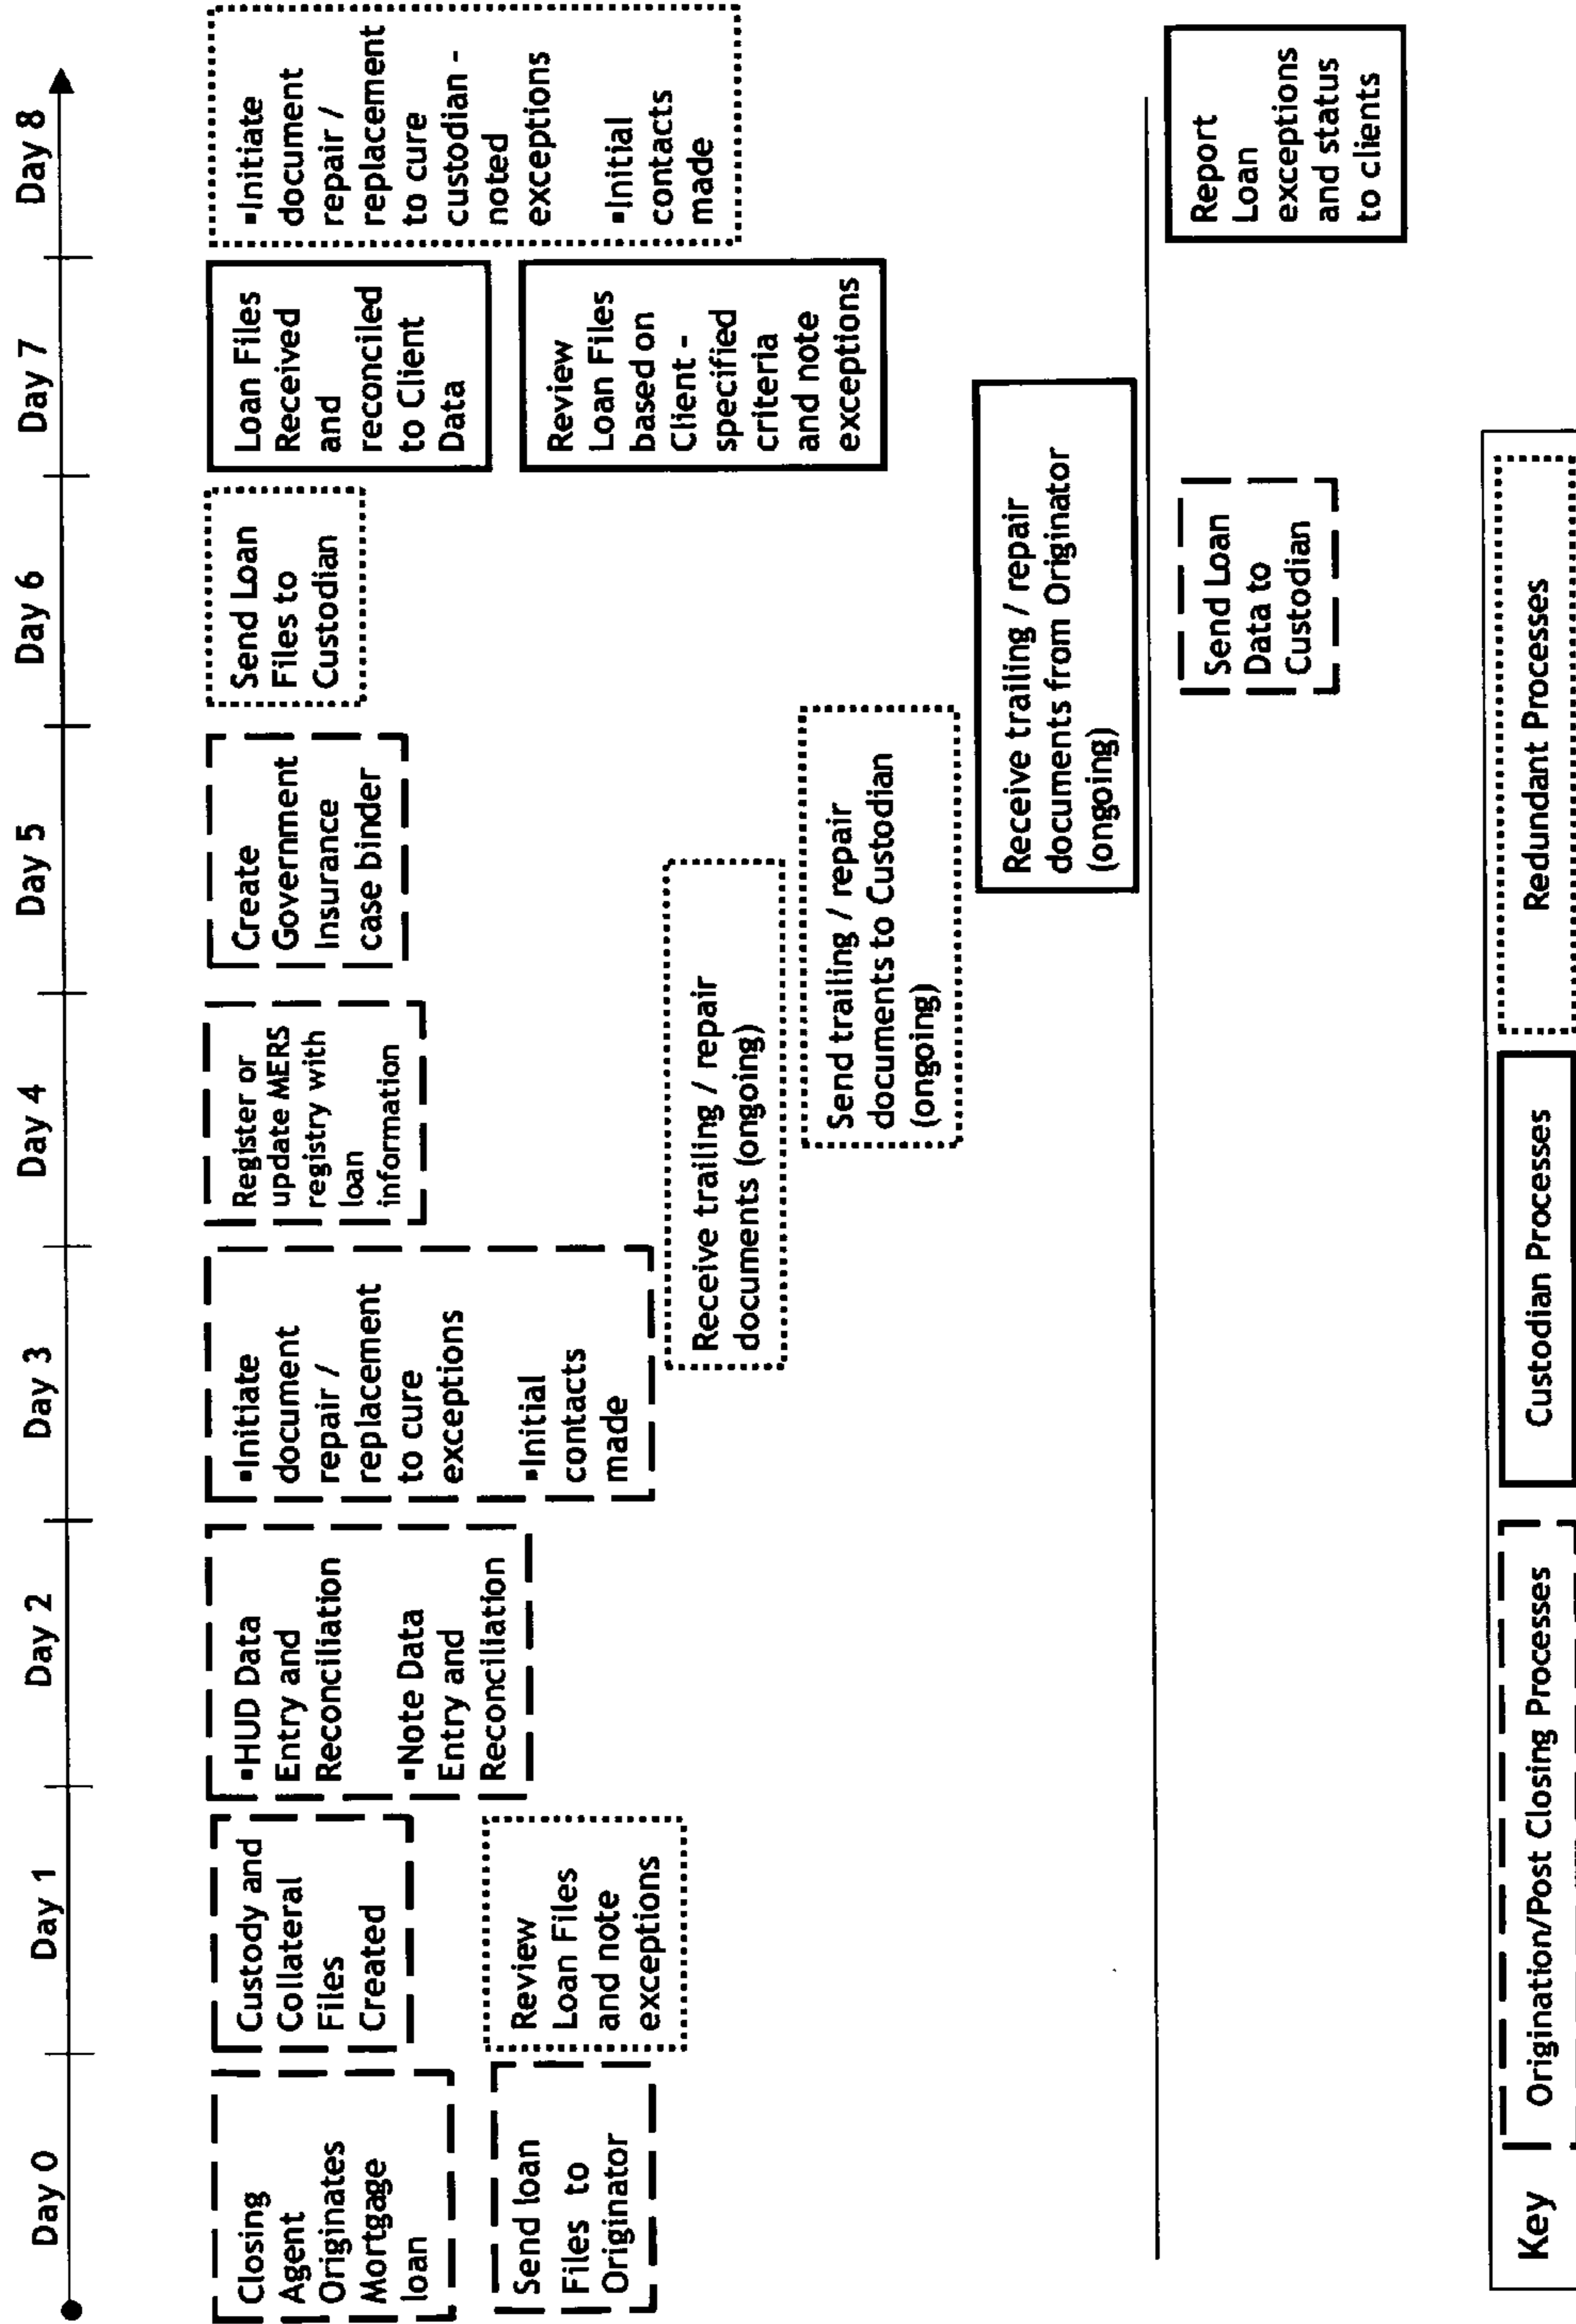 Day 0
Day 1
Day 2
Day 3
Day 4
Day 5
Day 6
Day 7
Day 8
Closing
Agent
Originates
Mortgage
loan
Send loan
Files to
Originator
Custody and
Collateral
Files
Created
Review
Loan Files
and note
exceptions
▪HUD Data
Entry and
Reconciliation
▪Note Data
Entry and
Reconciliation
▪Initiate
document
repair /
replacement
to cure
exceptions
▪Initial
contacts
made
Register or
update MERS
registry with
loan
information
Create
Government
Insurance
case binder
Send Loan
Files to
Custodian
Loan Files
Received
and
reconciled
to Client
Data
Review
Loan Files
based on
Client -
specified
criteria
and note
exceptions
▪Initiate
document
repair /
replacement
to cure
custodian -
noted
exceptions
▪Initial
contacts
made
Receive trailing / repair
documents (ongoing)
Send trailing / repair
documents to Custodian
(ongoing)
Receive trailing / repair
documents from Originator
(ongoing)
Send Loan
Data to
Custodian
Report
Loan
exceptions
and status
to clients
Key
Origination/Post Closing Processes
Custodian Processes
Redundant Processes